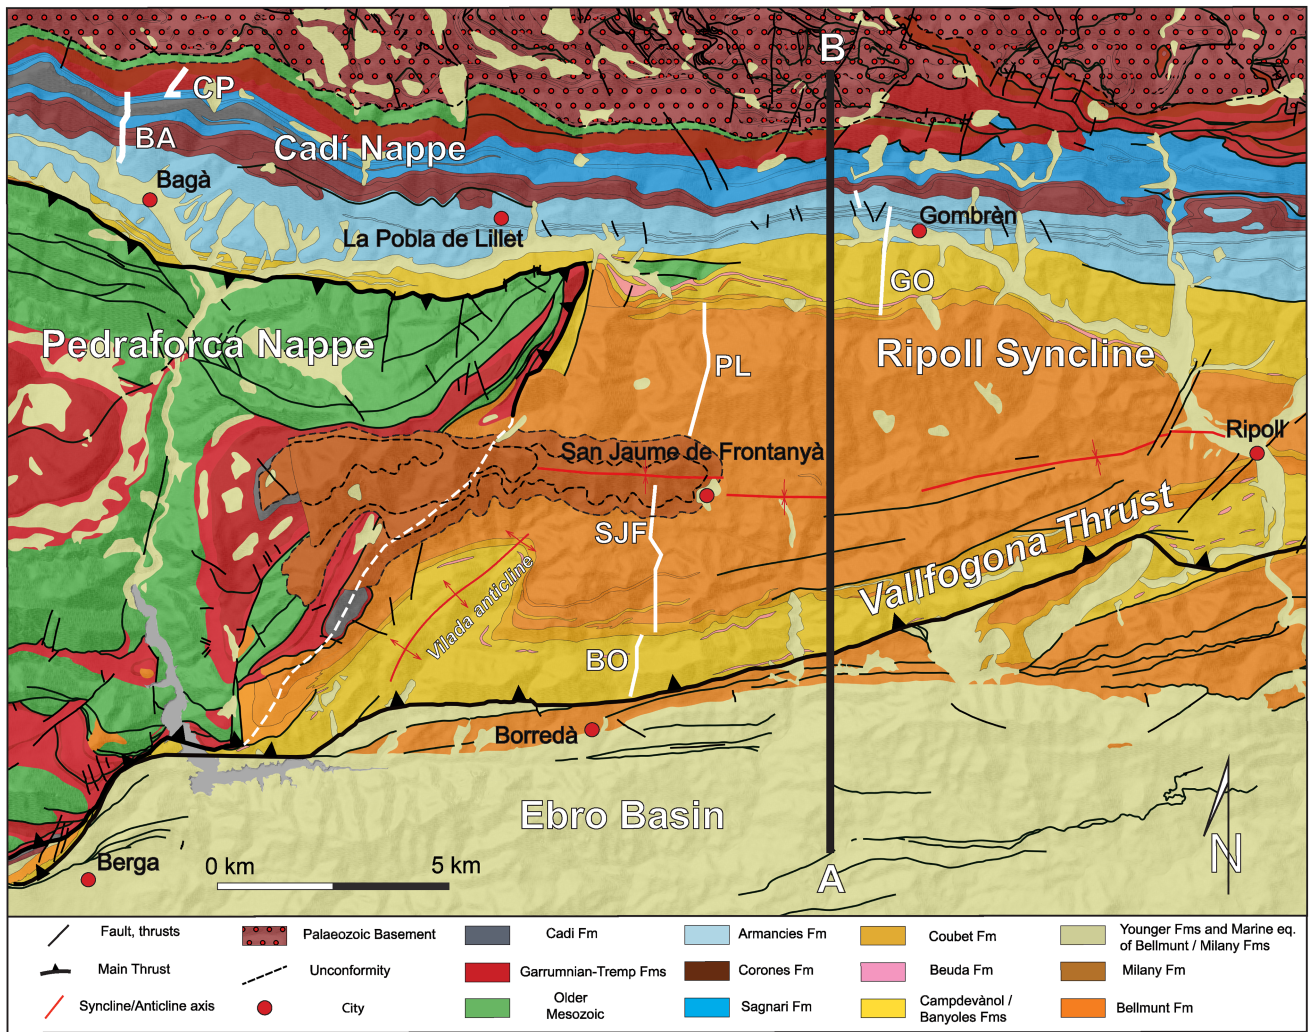 B
CP
BA
Cadí Nappe
Bagà
La Pobla de Lillet
Gombrèn
GO
Pedraforca Nappe
PL
Ripoll Syncline
San Jaume de Frontanyà
Ripoll
SJF
Vallfogona Thrust
Vilada anticline
BO
Borredà
Ebro Basin
Berga
0 km
5 km
A
N
Fault, thrusts
Palaeozoic Basement
Cadi Fm
Armancies Fm
Coubet Fm
Younger Fms and Marine eq.
of Bellmunt / Milany Fms
Main Thrust
Unconformity
Garrumnian-Tremp Fms
Corones Fm
Beuda Fm
Milany Fm
Syncline/Anticline axis
City
Older
Mesozoic
Sagnari Fm
Campdevànol /
Banyoles Fms
Bellmunt Fm